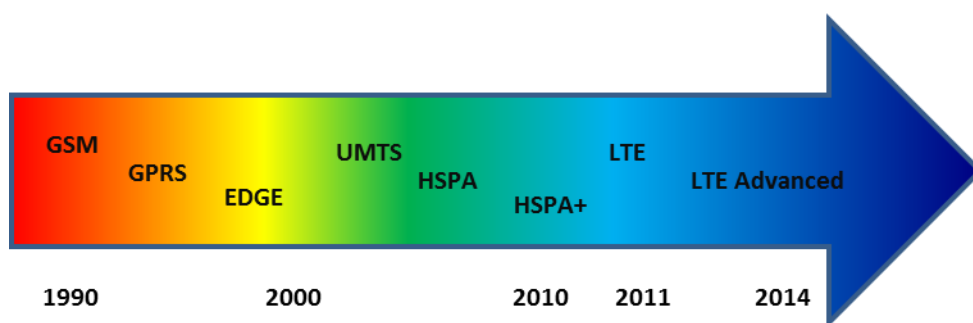 GSM
GPRS
EDGE
UMTS
HSPA
HSPA+
LTE
LTE Advanced
1990 2000 2010 2011 2014